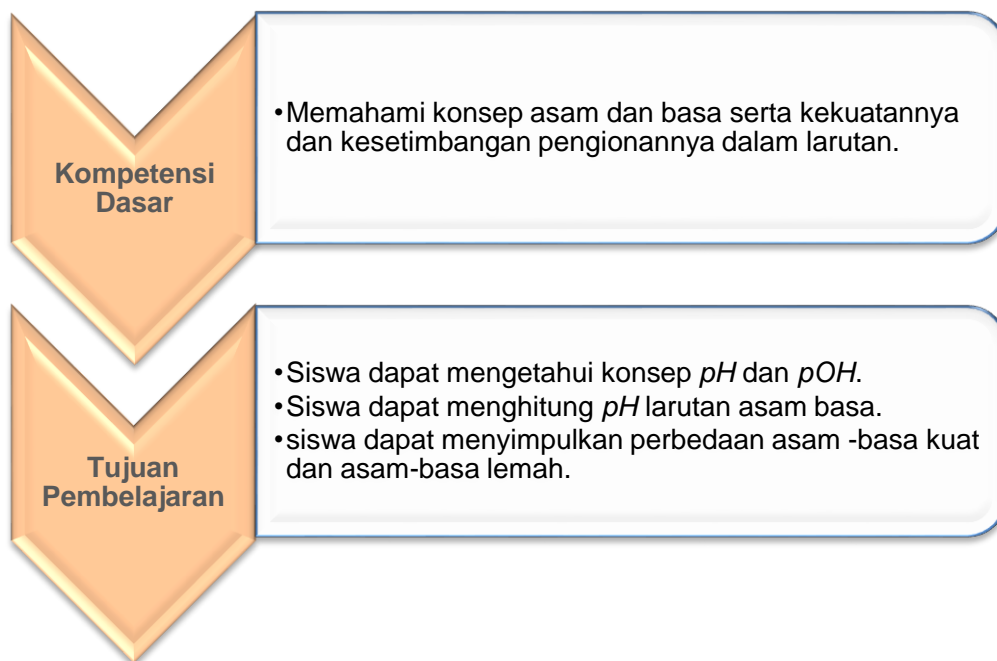 Kompetensi
Dasar
•Memahami konsep asam dan basa serta kekuatannya
dan kesetimbangan pengionannya dalam larutan.
Tujuan
Pembelajaran
•Siswa dapat mengetahui konsep pH dan pOH.
•Siswa dapat menghitung pH larutan asam basa.
•siswa dapat menyimpulkan perbedaan asam -basa kuat
dan asam-basa lemah.